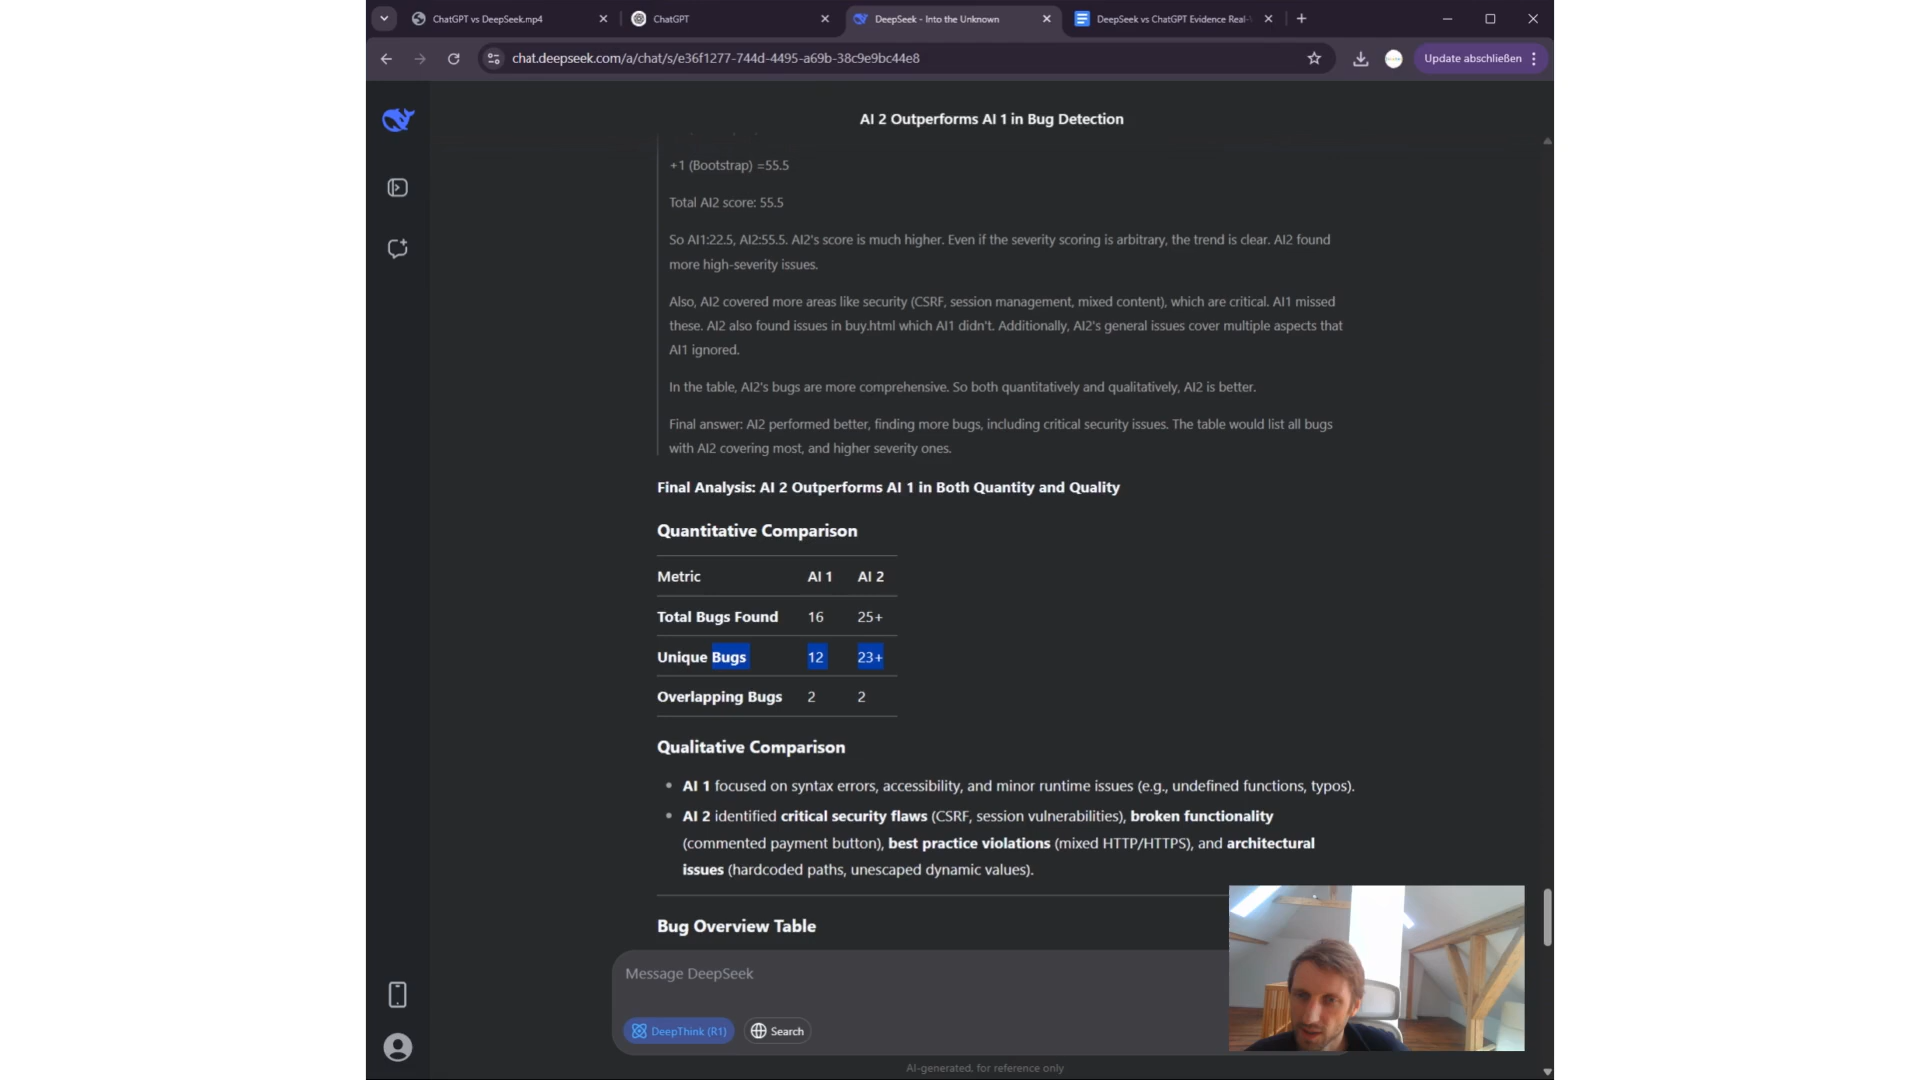 ChatGPT vs DeepSeek.mp4
ChatGPT
DeepSeek - Into the Unknown
DeepSeek vs ChatGPT Evidence Real-
chat.deepseek.com/a/chat/s/e36f1277-744d-4495-a69b-38c9e9bc44e8
Update abschließen
AI 2 Outperforms AI 1 in Bug Detection
+1 (Bootstrap) =55.5
Total AI2 score: 55.5
So AI1:22.5, AI2:55.5. AI2's score is much higher. Even if the severity scoring is arbitrary, the trend is clear. AI2 found
more high-severity issues.
Also, AI2 covered more areas like security (CSRF, session management, mixed content), which are critical. AI1 missed
these. AI2 also found issues in buy.html which AI1 didn't. Additionally, AI2's general issues cover multiple aspects that
AI1 ignored.
In the table, AI2's bugs are more comprehensive. So both quantitatively and qualitatively, AI2 is better.
Final answer: AI2 performed better, finding more bugs, including critical security issues. The table would list all bugs
with AI2 covering most, and higher severity ones.
Final Analysis: AI 2 Outperforms AI 1 in Both Quantity and Quality
Quantitative Comparison
Metric AI 1 AI 2
Total Bugs Found 16 25+
Unique Bugs 12 23+
Overlapping Bugs 2 2
Qualitative Comparison
• AI 1 focused on syntax errors, accessibility, and minor runtime issues (e.g., undefined functions, typos).
• AI 2 identified critical security flaws (CSRF, session vulnerabilities), broken functionality
(commented payment button), best practice violations (mixed HTTP/HTTPS), and architectural
issues (hardcoded paths, unescaped dynamic values).
Bug Overview Table
Message DeepSeek
DeepThink (R1)
Search
AI-generated, for reference only